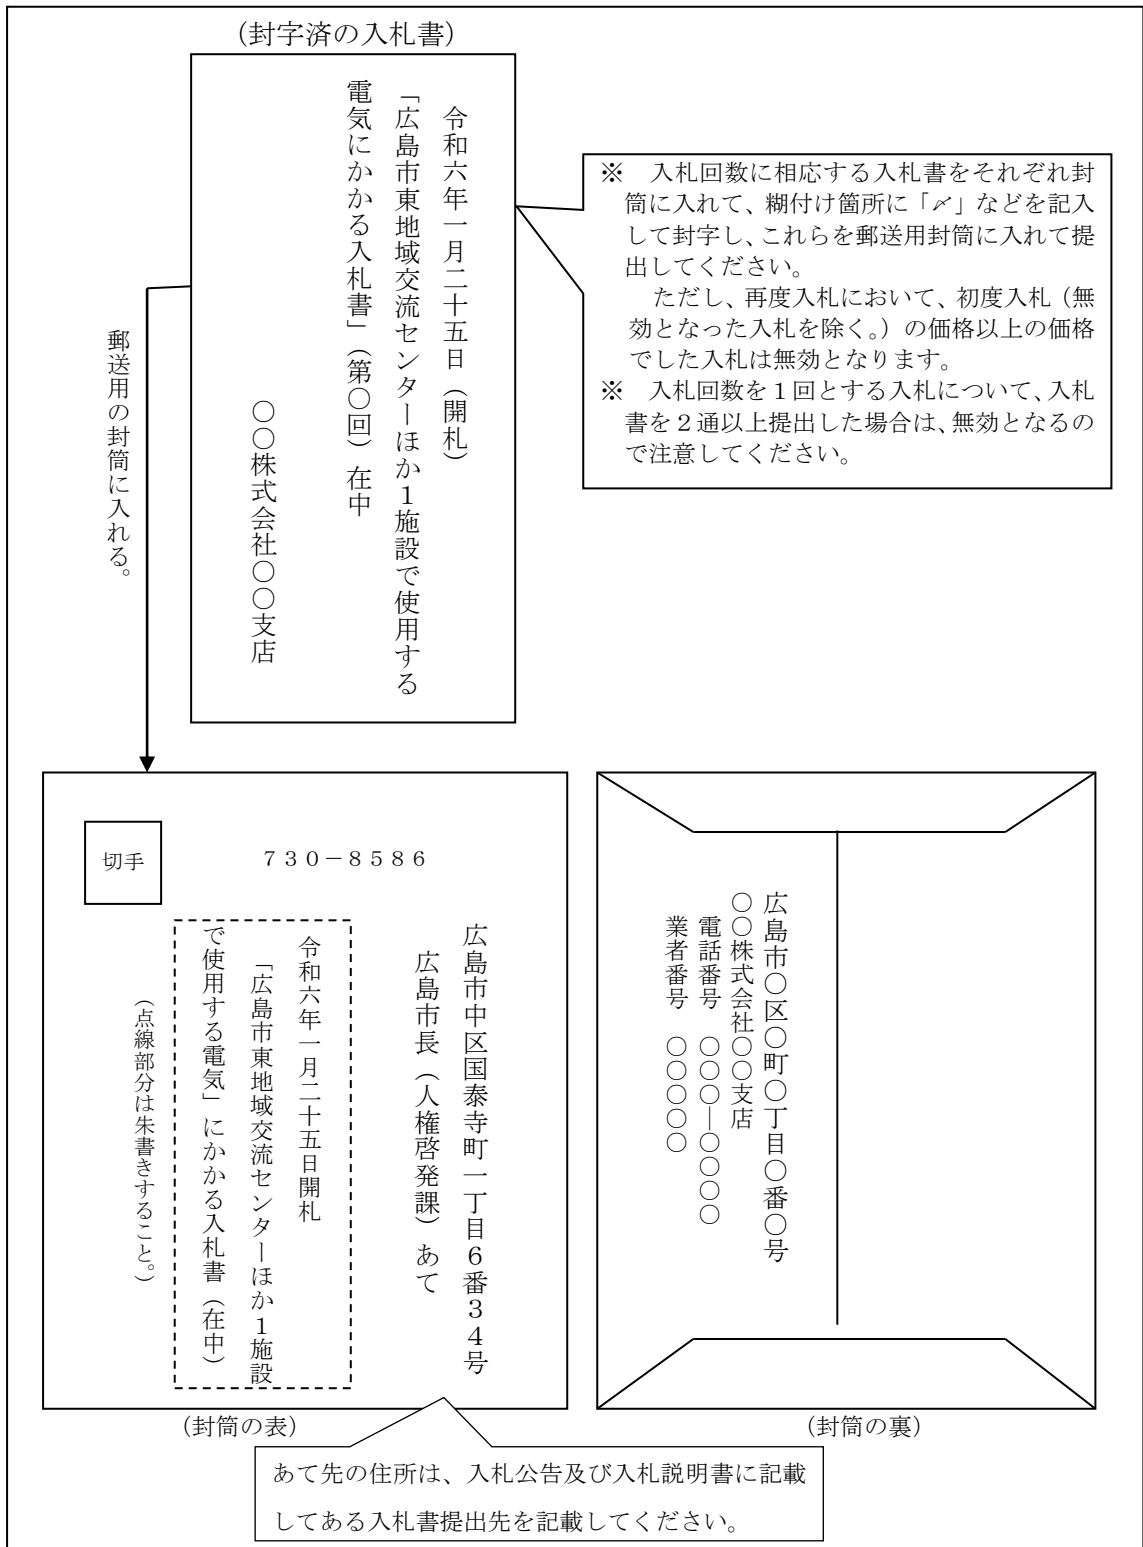 （封字済の入札書）
令和六年一月二十五日（開札）
「広島市東地域交流センターほか１施設で使用する
電気にかかる入札書」（第〇回）在中
〇〇株式会社〇〇支店
※　入札回数に相応する入札書をそれぞれ封
筒に入れて、糊付け箇所に「〆」などを記入
して封字し、これらを郵送用封筒に入れて提
出してください。
ただし、再度入札において、初度入札（無
効となった入札を除く。）の価格以上の価格
でした入札は無効となります。
※　入札回数を１回とする入札について、入札
書を２通以上提出した場合は、無効となるの
で注意してください。
郵送用の封筒に入れる。
切手
７３０－８５８６
広島市中区国泰寺町一丁目６番３４号
広島市長（人権啓発課）あて
令和六年一月二十五日開札
「広島市東地域交流センターほか１施設
で使用する電気」にかかる入札書（在中）
（点線部分は朱書きすること。）
（封筒の表）
広島市〇区〇町〇丁目〇番〇号
〇〇株式会社〇〇支店
電話番号　〇〇〇―〇〇〇〇
業者番号　〇〇〇〇〇
（封筒の裏）
あて先の住所は、入札公告及び入札説明書に記載
してある入札書提出先を記載してください。